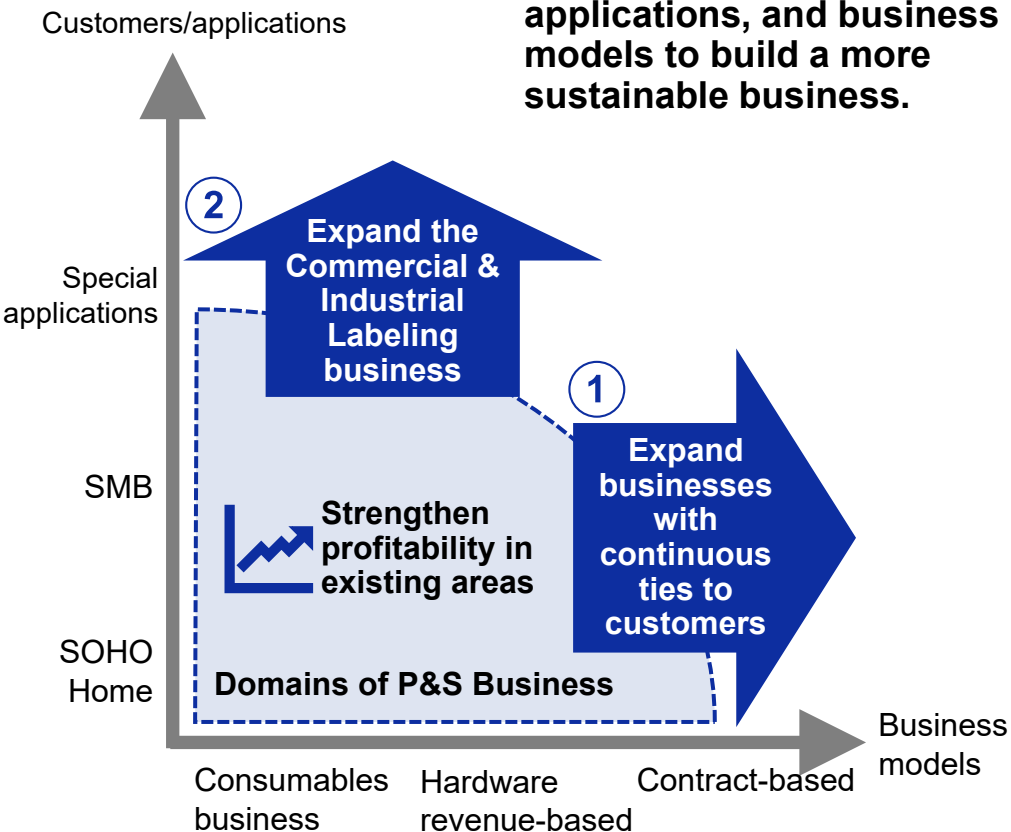 applications, and business
models to build a more
sustainable business.
Customers/applications
2
Expand the
Commercial &
Industrial
Labeling
business
Special
applications
1
Expand
businesses
with
continuous
ties to
customers
SMB
Strengthen
profitability in
existing areas
SOHO
Home
Domains of P&S Business
Business
models
Consumables
business
Hardware
revenue-based
Contract-based